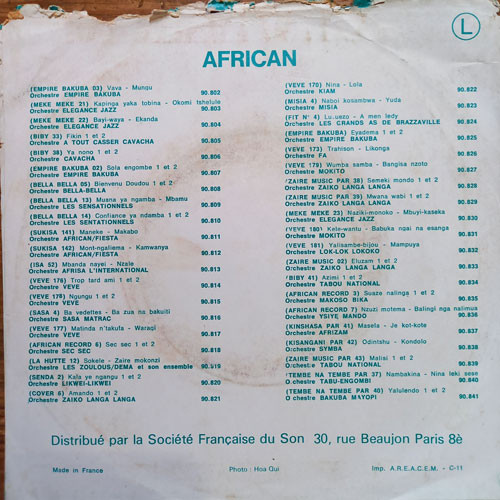 L
AFRICAN
(EMPIRE BAKUBA 03) Vava - Munqu
Orchestre EMPIRE BAKUBA 90.802
(MEKE MEKE 21) Kapinga yaka tobina - Okomi tshelule
Orchestre ELEGANCE JAZZ 90.803
(MEKE MEKE 22) Bayi-waya - Ekanda
Orchestre ELEGANCE JAZZ 90.804
(BIBY 33) Fikin 1 et 2
Orchestre A TOUT CASSER CAVACHA 90.805
(BIBY 38) Ya nono 1 et 2
Orchestre CAVACHA 90.806
(EMPIRE BAKUBA 02) Sola engombe 1 et 2
Orchestre EMPIRE BAKUBA 90.807
(BELLA BELLA 05) Bienvenu Doudou 1 et 2
Orchestre BELLA-BELLA 90.808
(BELLA BELLA 13) Musna ya ngamba - Mbamu
Orchestre LES SENSATIONNELS 90.809
(BELLA BELLA 14) Confiance ya ndamba 1 et 2
Orchestre LES SENTATIONNELS 90.810
(SUKISA 141) Maneke - Makabo
Orchestre AFRICAN/FIESTA 90.811
(SUKISA 142) Mont-ngaliema - Kamwanya
Orchestre AFRICAN/FIESTA 90.812
(ISA 52) Mbanda nayei - Nzale
Orchestre AFRISA L'INTERNATIONAL 90.813
(VEVE 176) Trop tard ami 1 et 2
Orchestre VEVE 90.814
(VEVE 178) Ngungu 1 et 2
Orchestre VEVE 90.815
(SASA 4) Ba vedettes - Ba zua na bakulti
Orchestre SASA MATRAC 90.816
(VEVE 177) Matinda n'takufa - Waraqi
Orchestre VEVE 90.817
(AFRICAN RECORD 6) Sec sec 1 et 2
Orchestre SEC SEC 90.818
(LA HUTTE 12) Sokele - Zaire mokonzi
Orchestre LES ZOULOUS/DEMA et son ensemble 90.819
(SENDA 2) Kala ye ngangu 1 et 2
Orchestre LIKWEI-LIKWEI 90.820
(COVER 6) Amando 1 et 2
Orchestre ZAIKO LANGA LANGA 90.821
(VEVE 170) Nina - Lola
Orchestre KIAM 90.822
(MISIA 4) Naboi kosambwa - Yuda
Orchestre MISIA 90.823
(FIT N° 4) Lu.uezo - A men ledy
Orchestre LES GRANDS AS DE BRAZZAVILLE 90.824
(EMPIRE BAKUBA) Eyadema 1 et 2
Orchestre EMPIRE BAKUBA 90.825
(VEVE 173) Trahison - Likonga
Orchestre FA 90.826
(VEVE 179) Wumba samba - Bangisa nzoto
Orchestre MOKITO 90.827
(ZAIRE MUSIC PAR 38) Semeki mondo 1 et 2
Orchestre ZAIKO LANGA LANGA 90.828
(ZAIRE MUSIC PAR 39) Mwana wabi 1 et 2
Orchestre ZAIKO LANGA LANGA 90.829
(MEKE MEKE 23) Naziki-monoko - Mbuyi-kaseka
Orchestre ELEGANCE JAZZ 90.830
(VEVE 180) Kete-wantu - Babuka ngai na esanga
Orchestre MOKITO 90.831
(VEVE 181) Yalisambe-bijou - Mampuya
Orchestre LOK-LOK LOKOKO 90.832
(ZAIRE MUSIC 02) Eluzam 1 et 2
Orchestre ZAIKO LANGA LANGA 90.833
(BIBY 41) Azimi 1 et 2
Orchestre TABOU NATIONAL 90.834
(AFRICAN RECORD 3) Suazo nalinga 1 et 2
Orchestre MAKOSO BIKA 90.835
(AFRICAN RECORD 7) Nzuzi motema - Balingi nga nalimua
Orchestre YSITE MANDO 90.836
(KINSHASA PAR 41) Masela - Je kot-kote
Orchestre AFRIZAM 90.837
(KISANGANI PAR 42) Odintshu - Kondolo
Orchestre SYMBA 90.838
(ZAIRE MUSIC PAR 43) Malisi 1 et 2
Orchestre TABOU NATIONAL 90.839
(TEMBE NA TEMBE PAR 37) Nambakina - Nina leki sese
Orchestre TABU-ENGOMBI 90.840
(TEMBE NA TEMBE PAR 40) Yalulendo 1 et 2
Orchestre BAKUBA MAYOPI 90.841
Distribué par la Société Française du Son 30, rue Beaujon Paris 8è
Made in France Photo : Hoa Qui Imp. A.R.E.A.C.E.M. - C-11